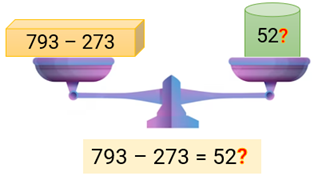 793 – 273
52?
793 – 273 = 52?